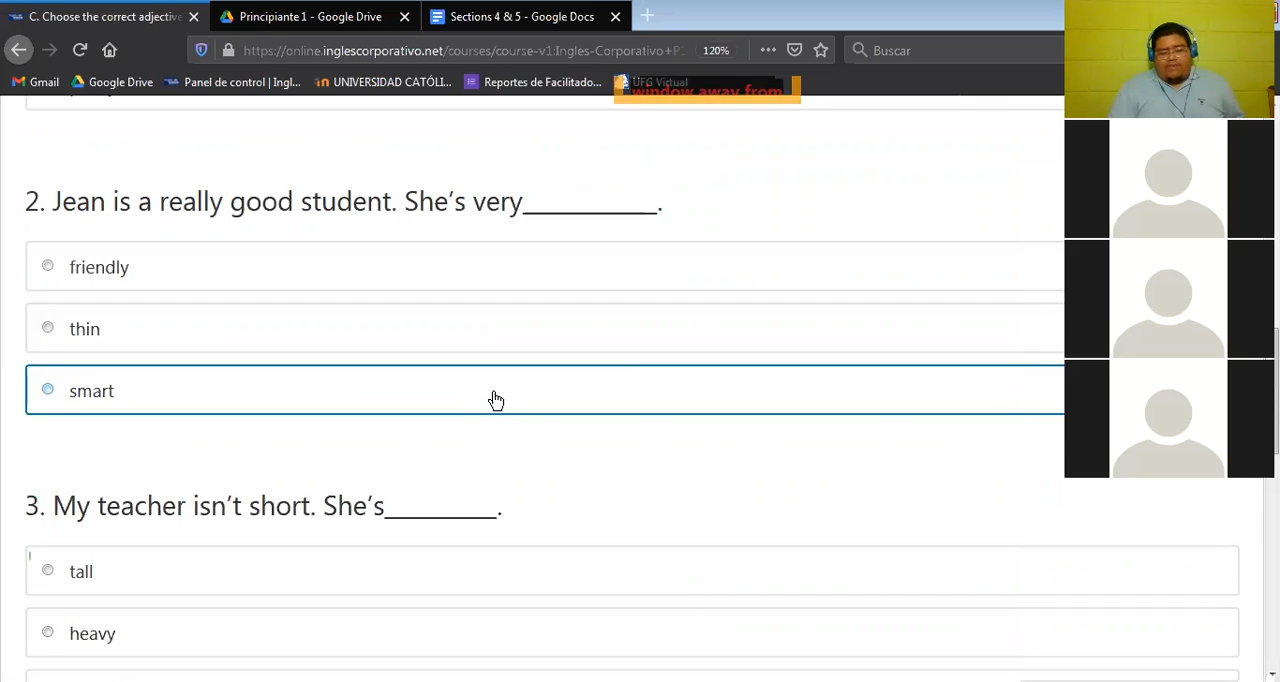 C. Choose the correct adjectiv
Principiante 1 - Google Drive
Sections 4 & 5 - Google Docs
https://online.inglescorporativo.net/courses/course-v1:Ingles-Corporativo+P
120%
Buscar
Gmail
Google Drive
Panel de control | Ingl...
UNIVERSIDAD CATÓLI...
Reportes de Facilitado...
UFG Virtual
window away from
2. Jean is a really good student. She's very__________.
friendly
thin
smart
3. My teacher isn't short. She's_________.
tall
heavy